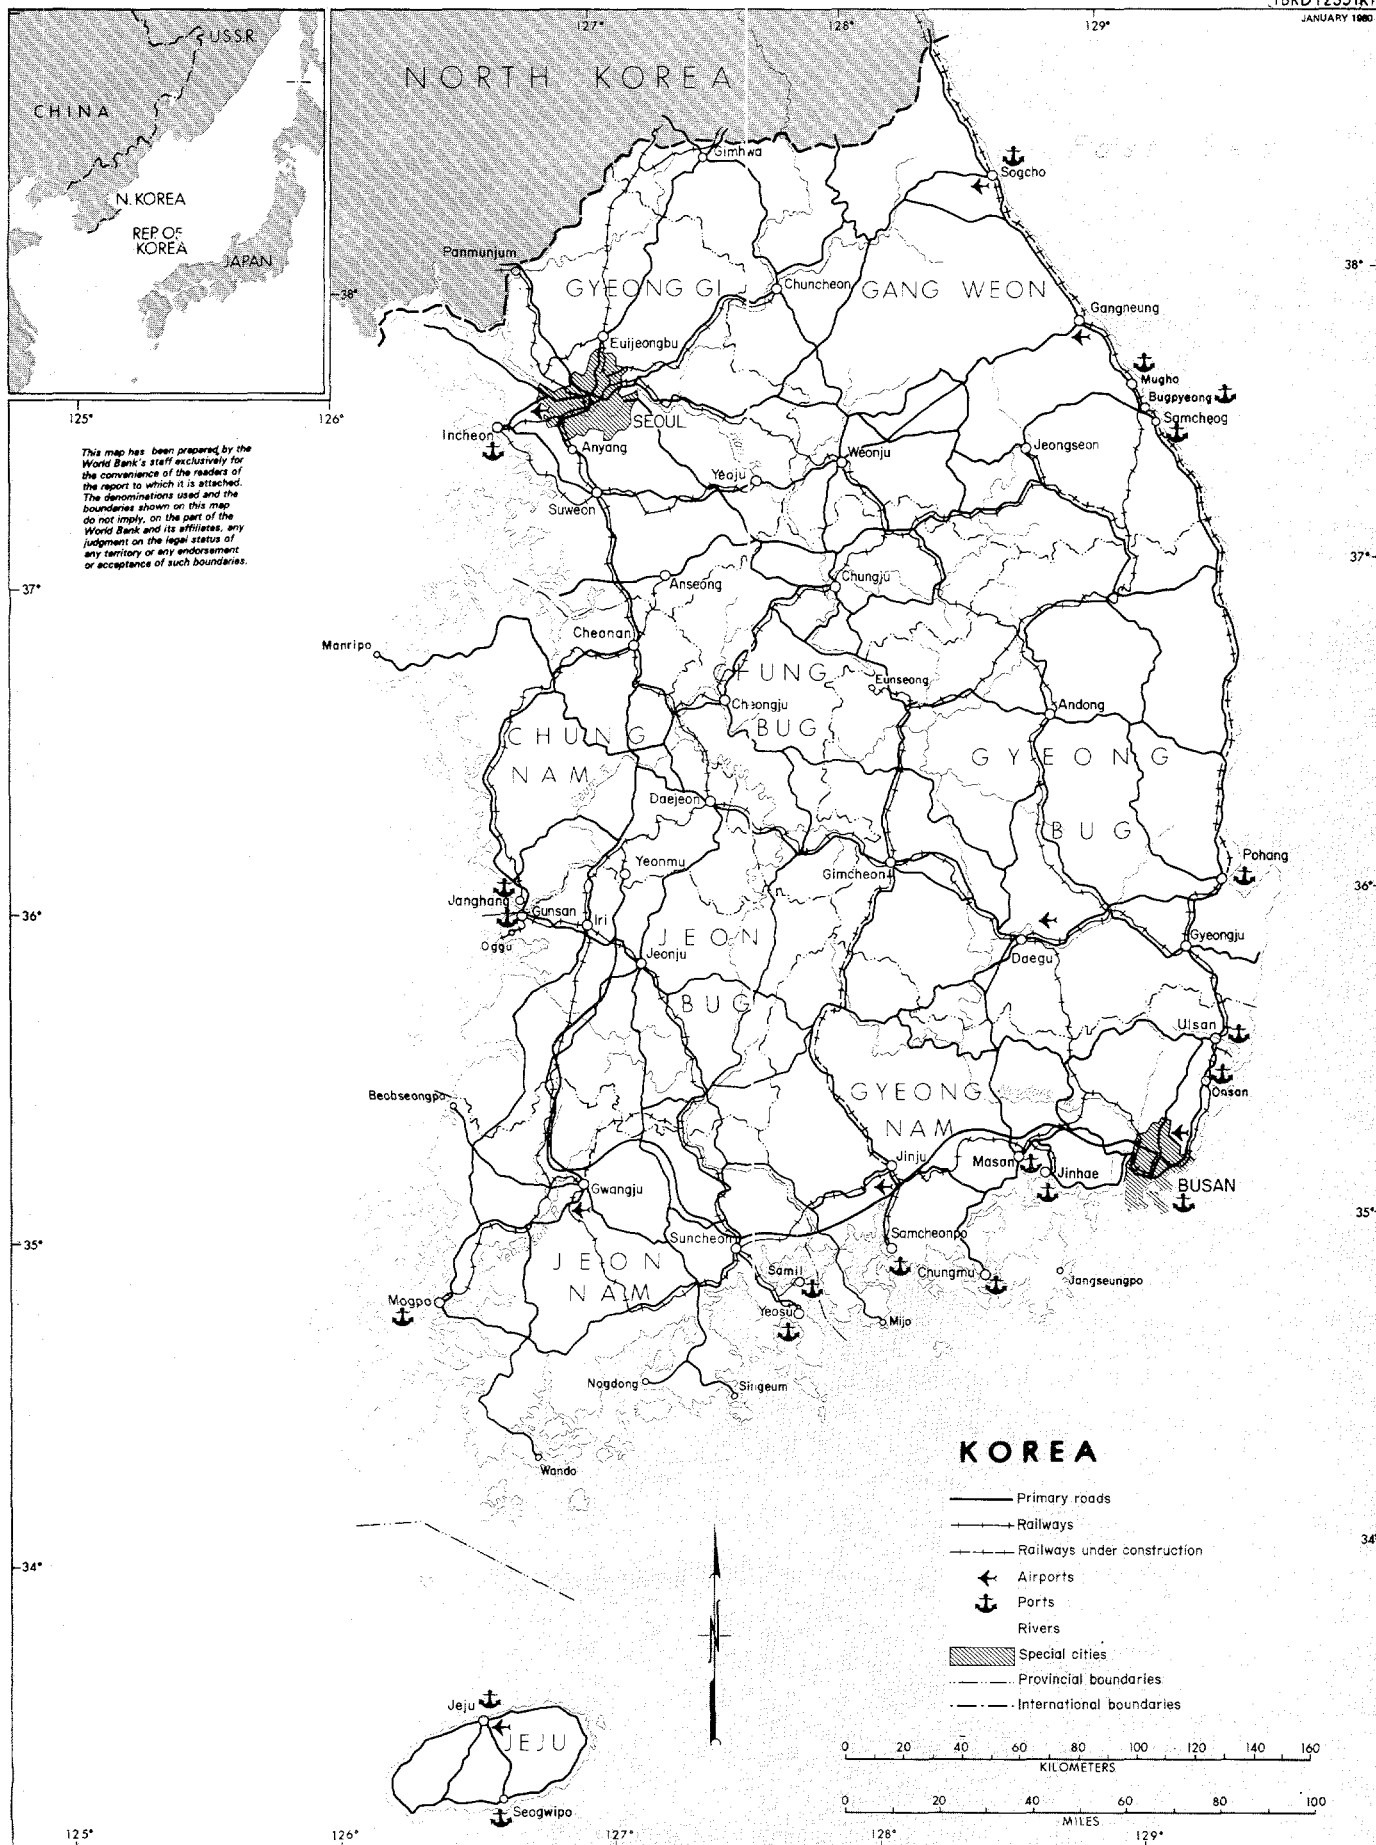 JANUARY 1980
127°
128°
129°
U.S.S.R.
CHINA
N. KOREA
REP OF
KOREA
JAPAN
NORTH KOREA
Gimhwa
Sogcho
Panmunjum
38°
38°
GYEONG GI
Chuncheon
GANG WEON
Gangneung
Euijeongbu
Mugho
Bugpyeong
Samcheog
125°
126°
SEOUL
Incheon
Anyang
Jeongseon
Weonju
Yeoju
Suweon
This map has been prepared by the
World Bank's staff exclusively for
the convenience of the readers of
the report to which it is attached.
The denominations used and the
boundaries shown on this map
do not imply, on the part of the
World Bank and its affiliates, any
judgment on the legal status of
any territory or any endorsement
or acceptance of such boundaries.
37°
37°
Anseong
Chungju
Cheonan
Manripo
CHUNG
BUG
Eunseong
Cheongju
Andong
CHUNG
NAM
GYEONG
BUG
Daejeon
Yeonmu
Gimcheon
Pohang
36°
36°
Janghang
Gunsan
Iri
Oggu
JEON
BUG
Jeonju
Daegu
Gyeongju
Ulsan
Onsan
Beobseongpo
GYEONG
NAM
Jinju
Masan
Jinhae
BUSAN
Gwangju
35°
35°
Suncheon
Samcheonpo
JEON
NAM
Samil
Chungmu
Jangseungpo
Mogpo
Yeosu
Mijo
Nogdong
Singeum
Wando
KOREA
Primary roads
Railways
Railways under construction
Airports
Ports
Rivers
Special cities
Provincial boundaries
International boundaries
34°
34°
Jeju
JEJU
Seogwipo
0 20 40 60 80 100 120 140 160
KILOMETERS
0 20 40 60 80 100
MILES
125°
126°
127°
128°
129°